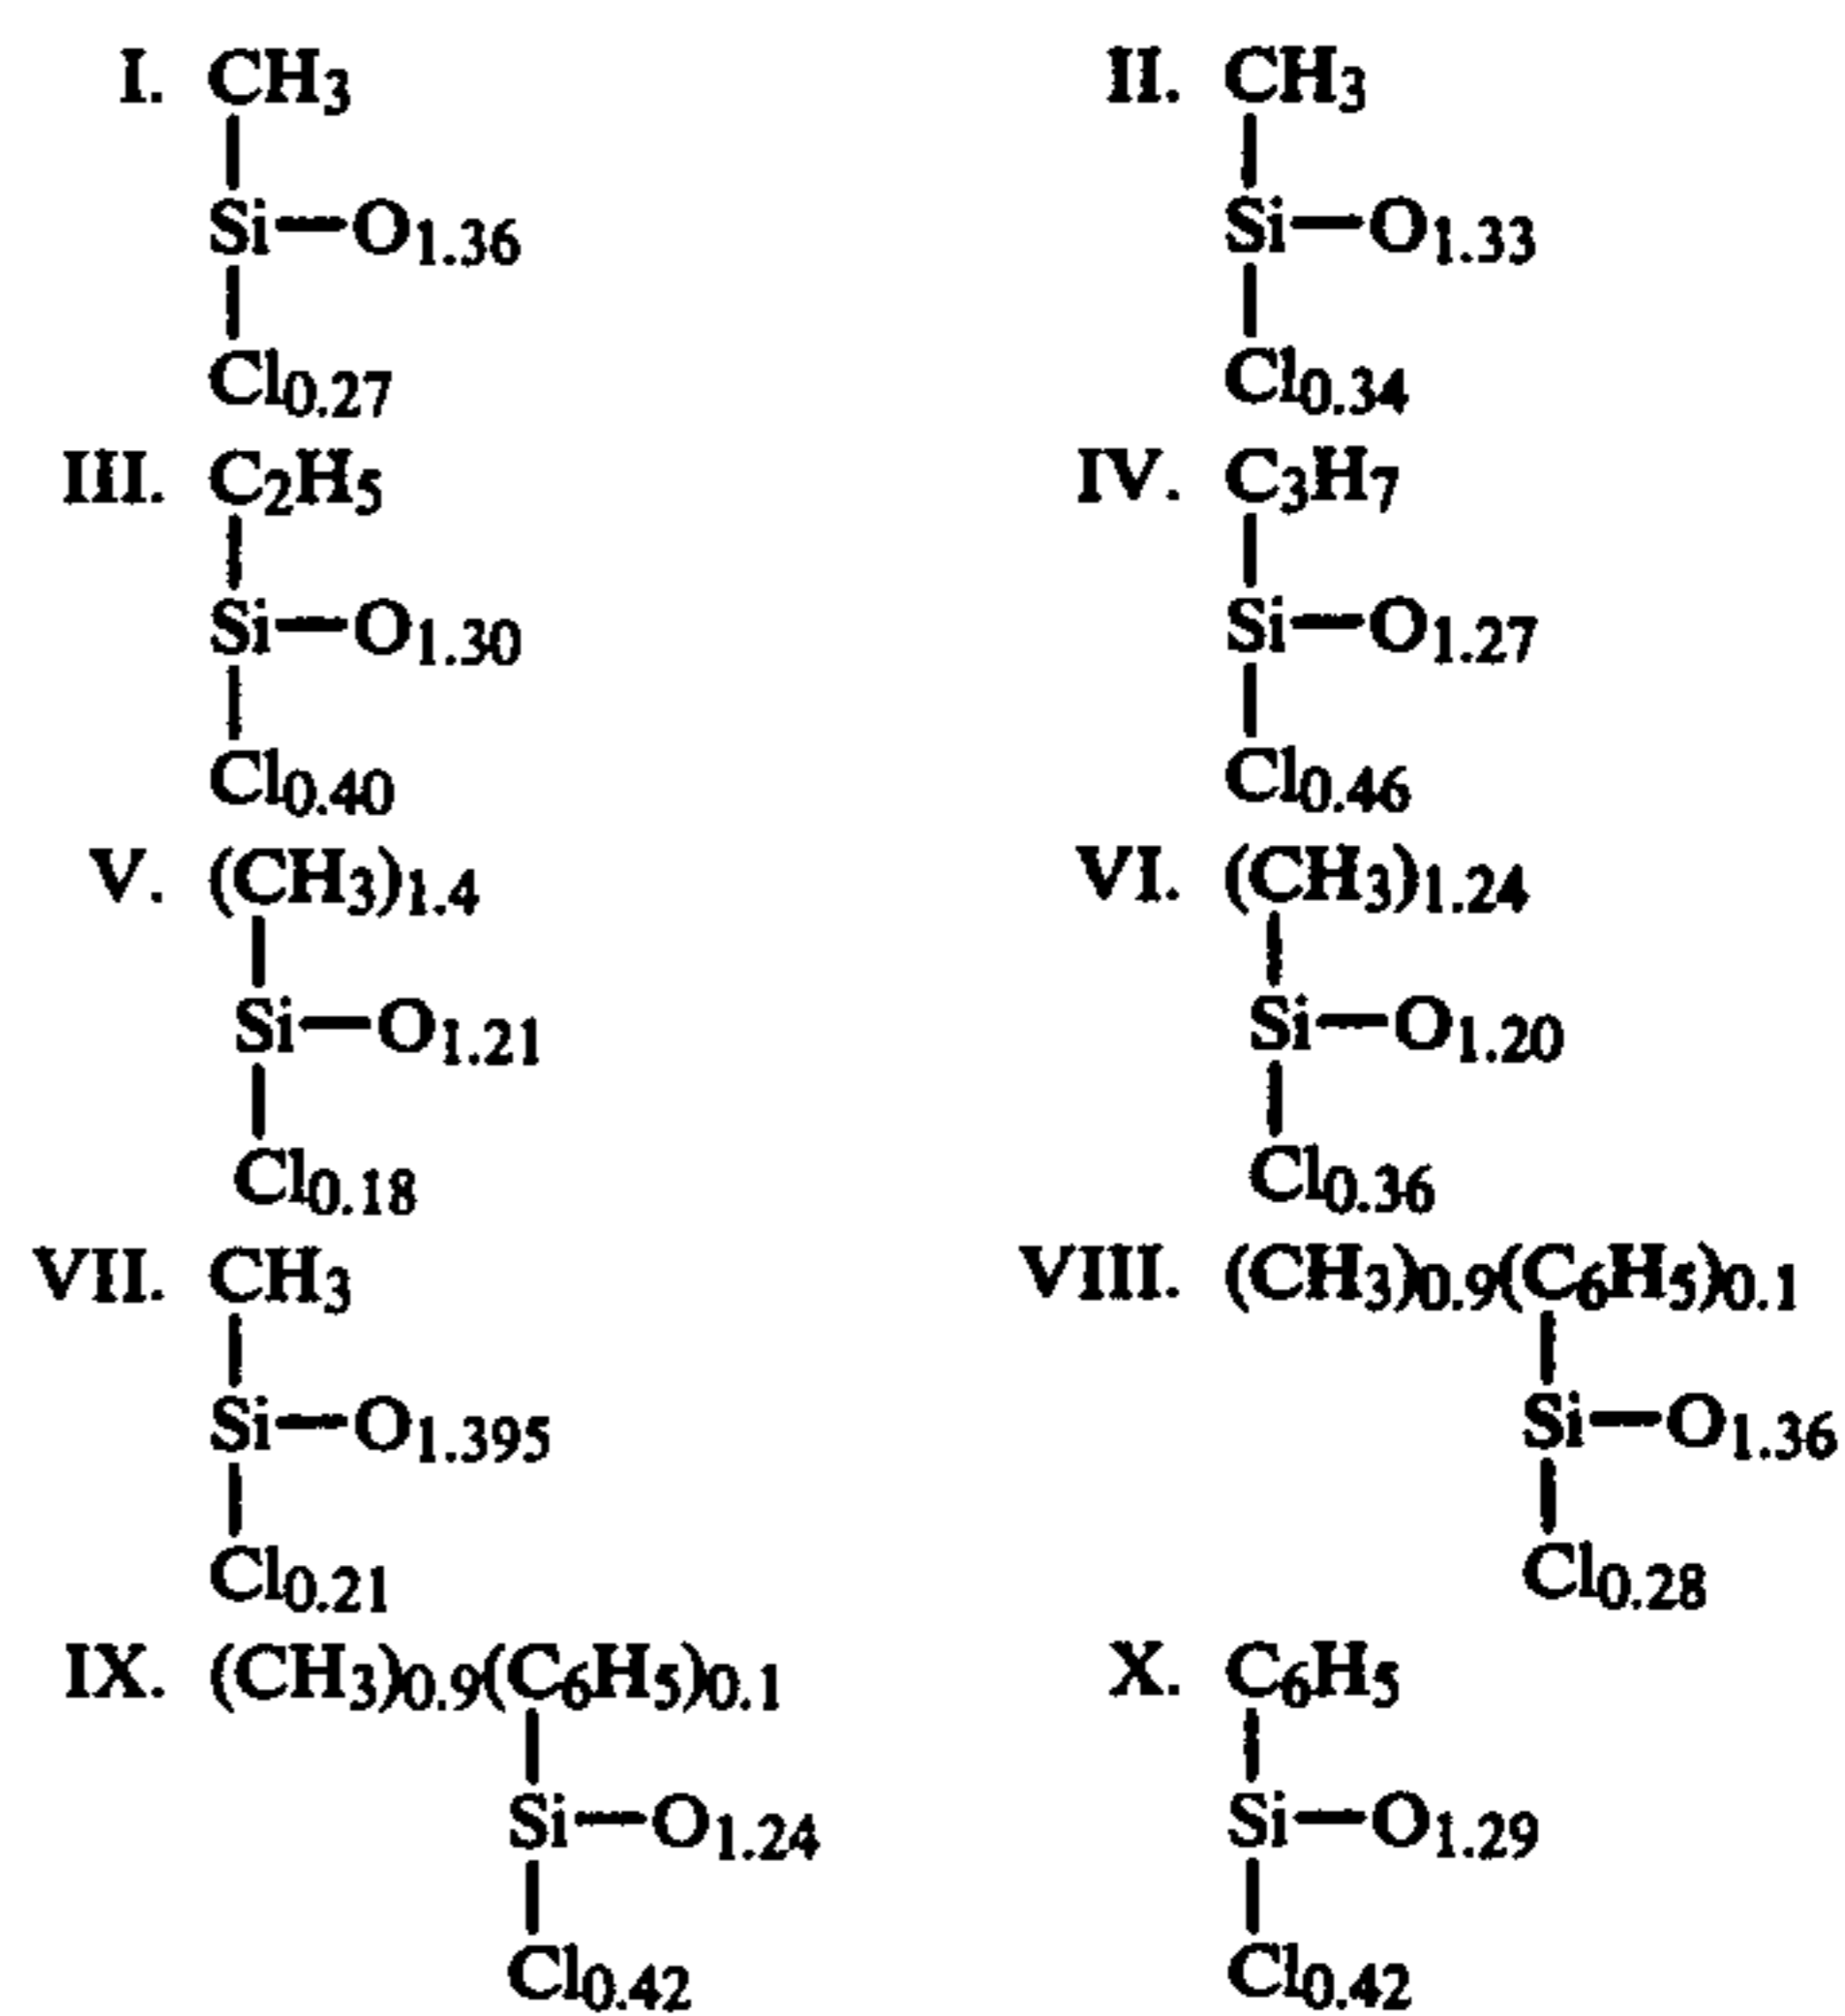 I. CH3 II. CH3
Si—O1.36 Si—O1.33
Cl0.27 Cl0.34
III. C2H5 IV. C3H7
Si—O1.30 Si—O1.27
Cl0.40 Cl0.46
V. (CH3)1.4 VI. (CH3)1.24
Si—O1.21 Si—O1.20
Cl0.18 Cl0.36
VII. CH3 VIII. (CH3)0.9(C6H5)0.1
Si—O1.395 Si—O1.36
Cl0.21 Cl0.28
IX. (CH3)0.9(C6H5)0.1 X. C6H5
Si—O1.24 Si—O1.29
Cl0.42 Cl0.42